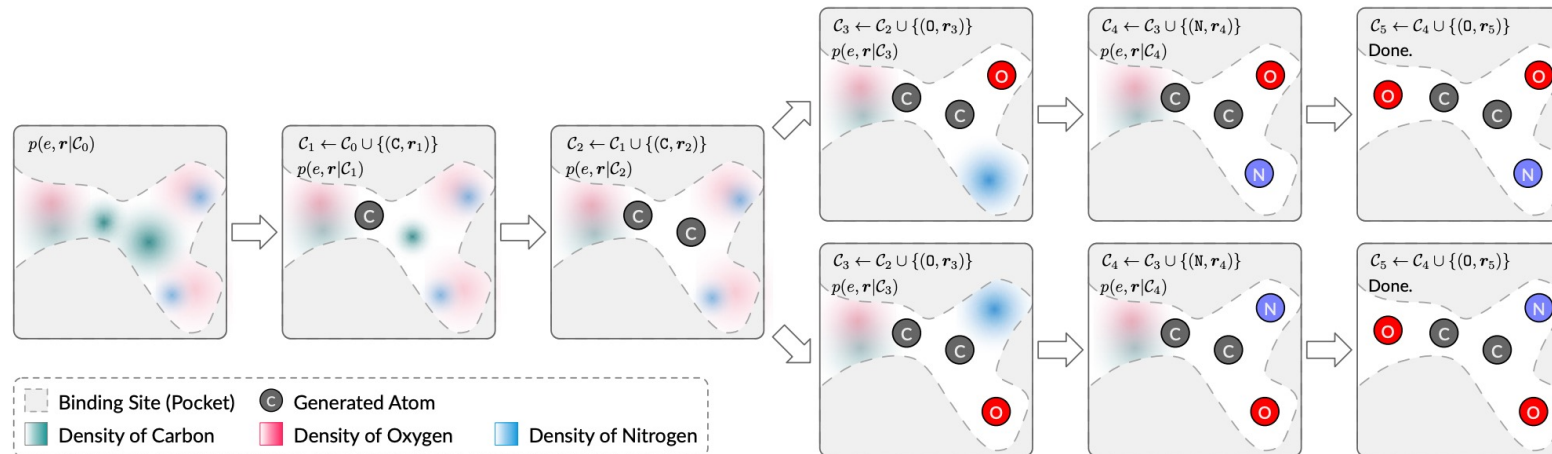 p(e, r|C₀)
C₁ ← C₀ ∪ {(C, r₁)}
p(e, r|C₁)
C
C₂ ← C₁ ∪ {(C, r₂)}
p(e, r|C₂)
C
C
C₃ ← C₂ ∪ {(O, r₃)}
p(e, r|C₃)
O
C
C
C₄ ← C₃ ∪ {(N, r₄)}
p(e, r|C₄)
O
C
C
N
C₅ ← C₄ ∪ {(O, r₅)}
Done.
O
O
C
C
N
C₃ ← C₂ ∪ {(O, r₃)}
p(e, r|C₃)
C
C
O
C₄ ← C₃ ∪ {(N, r₄)}
p(e, r|C₄)
N
C
C
O
C₅ ← C₄ ∪ {(O, r₅)}
Done.
N
O
C
C
O
Binding Site (Pocket)
C Generated Atom
Density of Carbon
Density of Oxygen
Density of Nitrogen